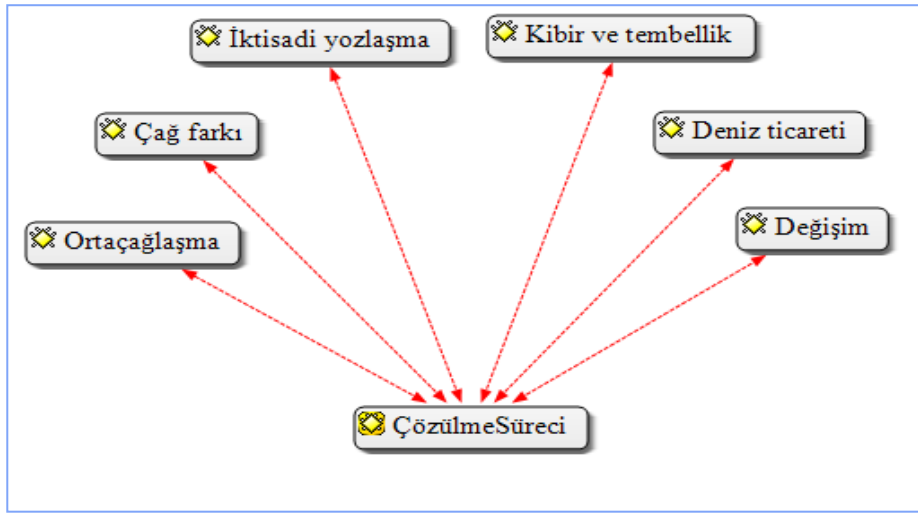 İktisadi yozlaşma
Kibir ve tembellik
Çağ farkı
Deniz ticareti
Ortaçağlaşma
Değişim
ÇözülmeSüreci